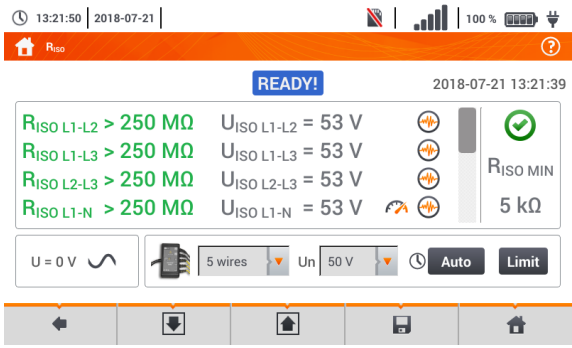 13:21:50 2018-07-21 100 %
RISO ?
READY! 2018-07-21 13:21:39
RISO L1-L2 > 250 MΩ UISO L1-L2 = 53 V
RISO L1-L3 > 250 MΩ UISO L1-L3 = 53 V
RISO L2-L3 > 250 MΩ UISO L2-L3 = 53 V
RISO L1-N > 250 MΩ UISO L1-N = 53 V
RISO MIN
5 kΩ
U = 0 V 5 wires Un 50 V Auto Limit